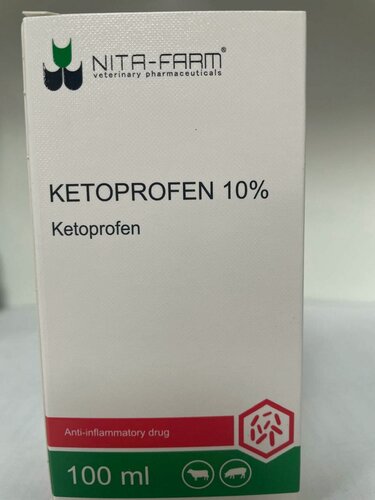 NITA-FARM®
veterinary pharmaceuticals
KETOPROFEN 10%
Ketoprofen
Anti-inflammatory drug
100 ml